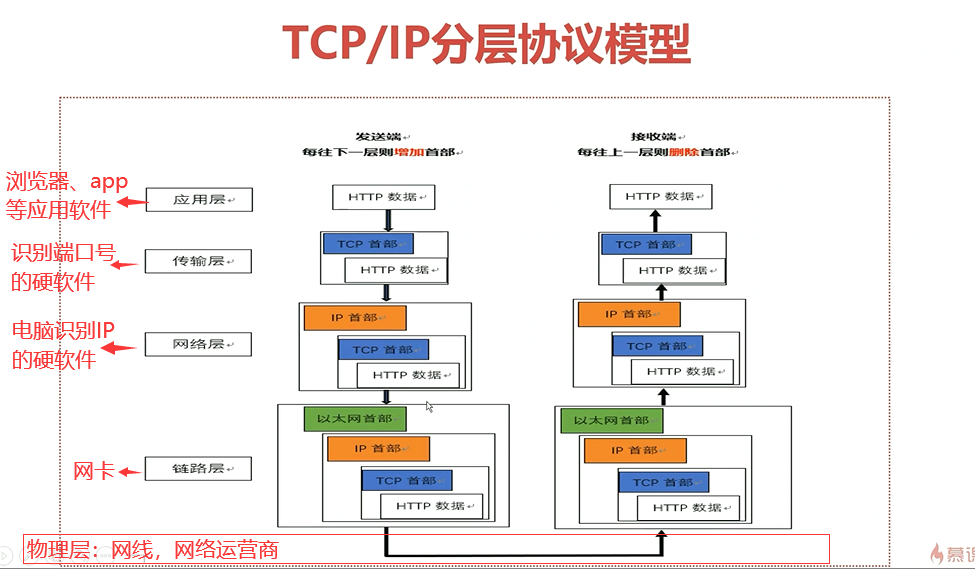 TCP/IP分层协议模型
发送端
每往下一层则增加首部
接收端
每往上一层则删除首部
浏览器、app
等应用软件
应用层
HTTP 数据
HTTP 数据
识别端口号
的硬软件
传输层
TCP 首部
HTTP 数据
TCP 首部
HTTP 数据
电脑识别IP
的硬软件
网络层
IP 首部
TCP 首部
HTTP 数据
IP 首部
TCP 首部
HTTP 数据
网卡
链路层
以太网首部
IP 首部
TCP 首部
HTTP 数据
以太网首部
IP 首部
TCP 首部
HTTP 数据
物理层：网线，网络运营商
慕课